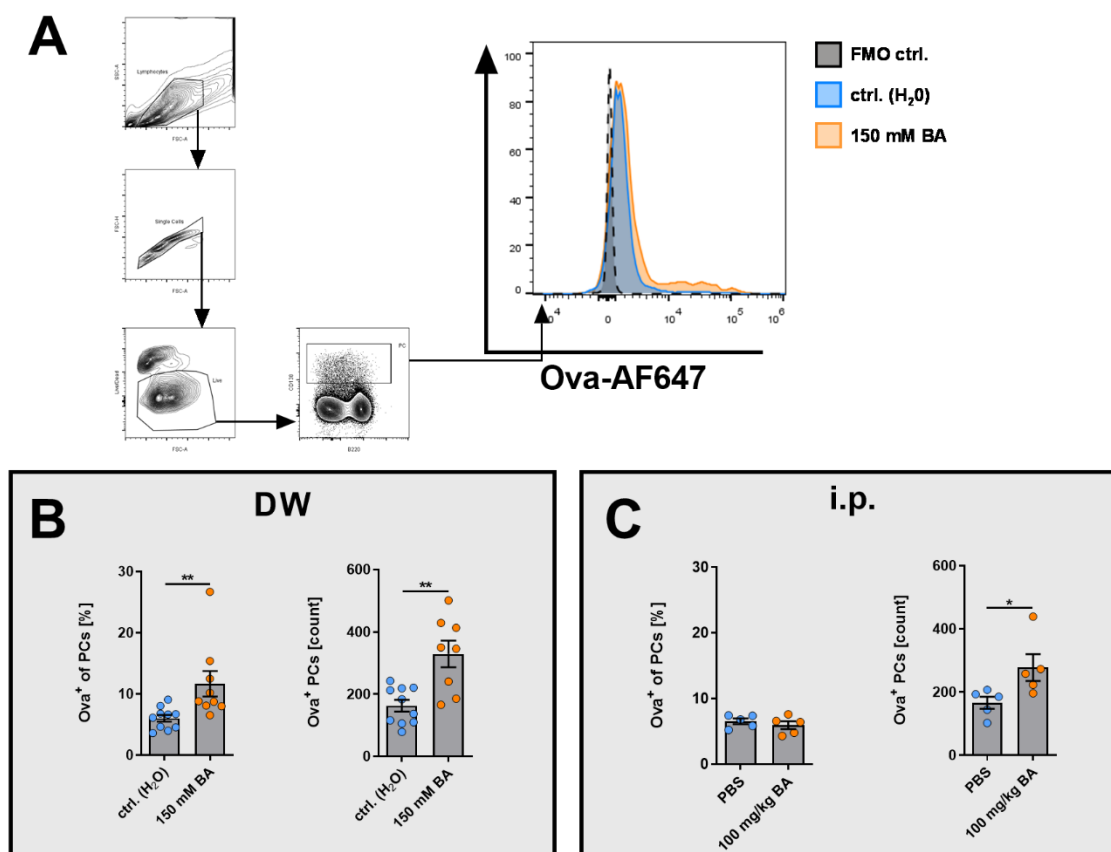 A
SSC-A
Lymphocytes
FSC-A
FSC-H
Single Cells
FSC-A
Live/Dead
Live
FSC-A
CD138
PC
B220
100
80
60
40
20
0
4
0
10^4
10^5
10^6
Ova-AF647
FMO ctrl.
ctrl. (H₂0)
150 mM BA
B
DW
Ova⁺ of PCs [%]
30
20
10
0
**
ctrl. (H₂O)
150 mM BA
Ova⁺ PCs [count]
600
400
200
0
**
ctrl. (H₂O)
150 mM BA
C
i.p.
Ova⁺ of PCs [%]
30
20
10
0
PBS
100 mg/kg BA
Ova⁺ PCs [count]
600
400
200
0
*
PBS
100 mg/kg BA